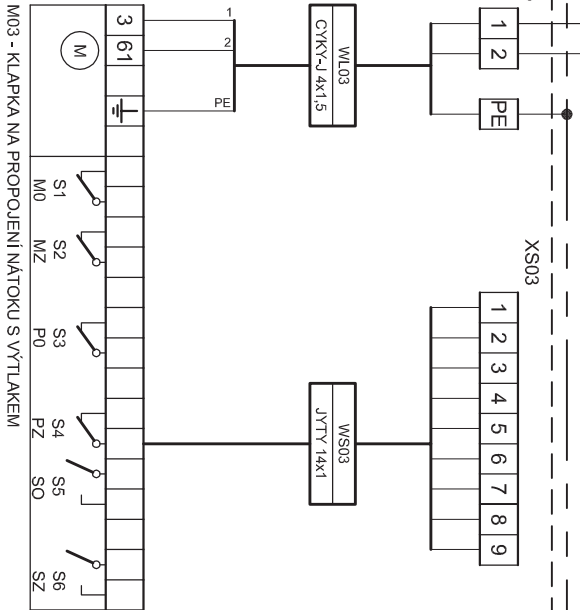 1
2
PE
XS03
1
2
3
4
5
6
7
8
9
WL03
CYKY-J 4x1,5
WS03
JYTY 14x1
1
2
PE
3
61
M
S1
M0
S2
MZ
S3
P0
S4
PZ
S5
SO
S6
SZ
M03 - KLAPKA NA PROPOJENÍ NÁTOKU S VÝTLAKEM